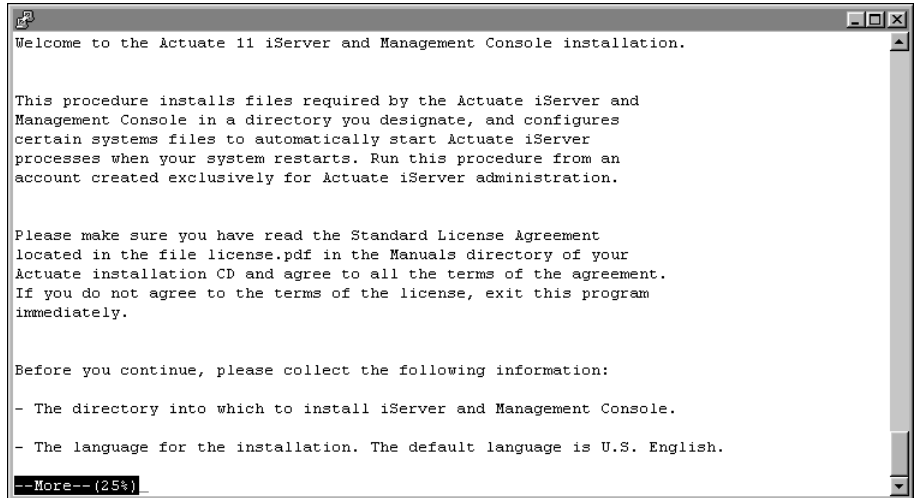 Welcome to the Actuate 11 iServer and Management Console installation.
This procedure installs files required by the Actuate iServer and
Management Console in a directory you designate, and configures
certain systems files to automatically start Actuate iServer
processes when your system restarts. Run this procedure from an
account created exclusively for Actuate iServer administration.
Please make sure you have read the Standard License Agreement
located in the file license.pdf in the Manuals directory of your
Actuate installation CD and agree to all the terms of the agreement.
If you do not agree to the terms of the license, exit this program
immediately.
Before you continue, please collect the following information:
- The directory into which to install iServer and Management Console.
- The language for the installation. The default language is U.S. English.
--More--(25%)